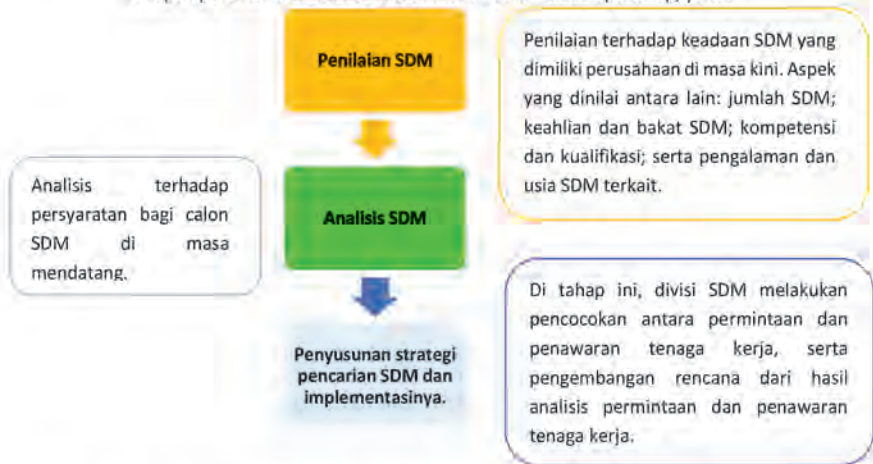 Penilaian SDM
Penilaian terhadap keadaan SDM yang
dimiliki perusahaan di masa kini. Aspek
yang dinilai antara lain: jumlah SDM;
keahlian dan bakat SDM; kompetensi
dan kualifikasi; serta pengalaman dan
usia SDM terkait.
Analisis terhadap
persyaratan bagi calon
SDM di masa
mendatang.
Analisis SDM
Di tahap ini, divisi SDM melakukan
pencocokan antara permintaan dan
penawaran tenaga kerja, serta
pengembangan rencana dari hasil
analisis permintaan dan penawaran
tenaga kerja.
Penyusunan strategi
pencarian SDM dan
implementasinya.